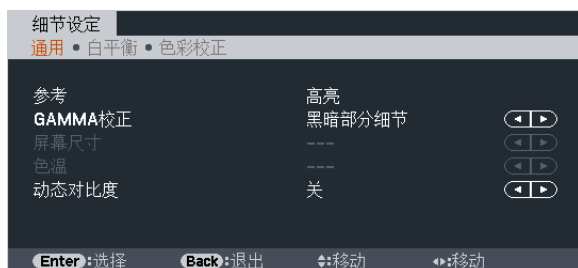 细节设定
通用 • 白平衡 • 色彩校正
参考 高亮
GAMMA校正 黑暗部分细节
屏幕尺寸 ---
色温 ---
动态对比度 关
Enter:选择 Back:退出 :移动 :移动